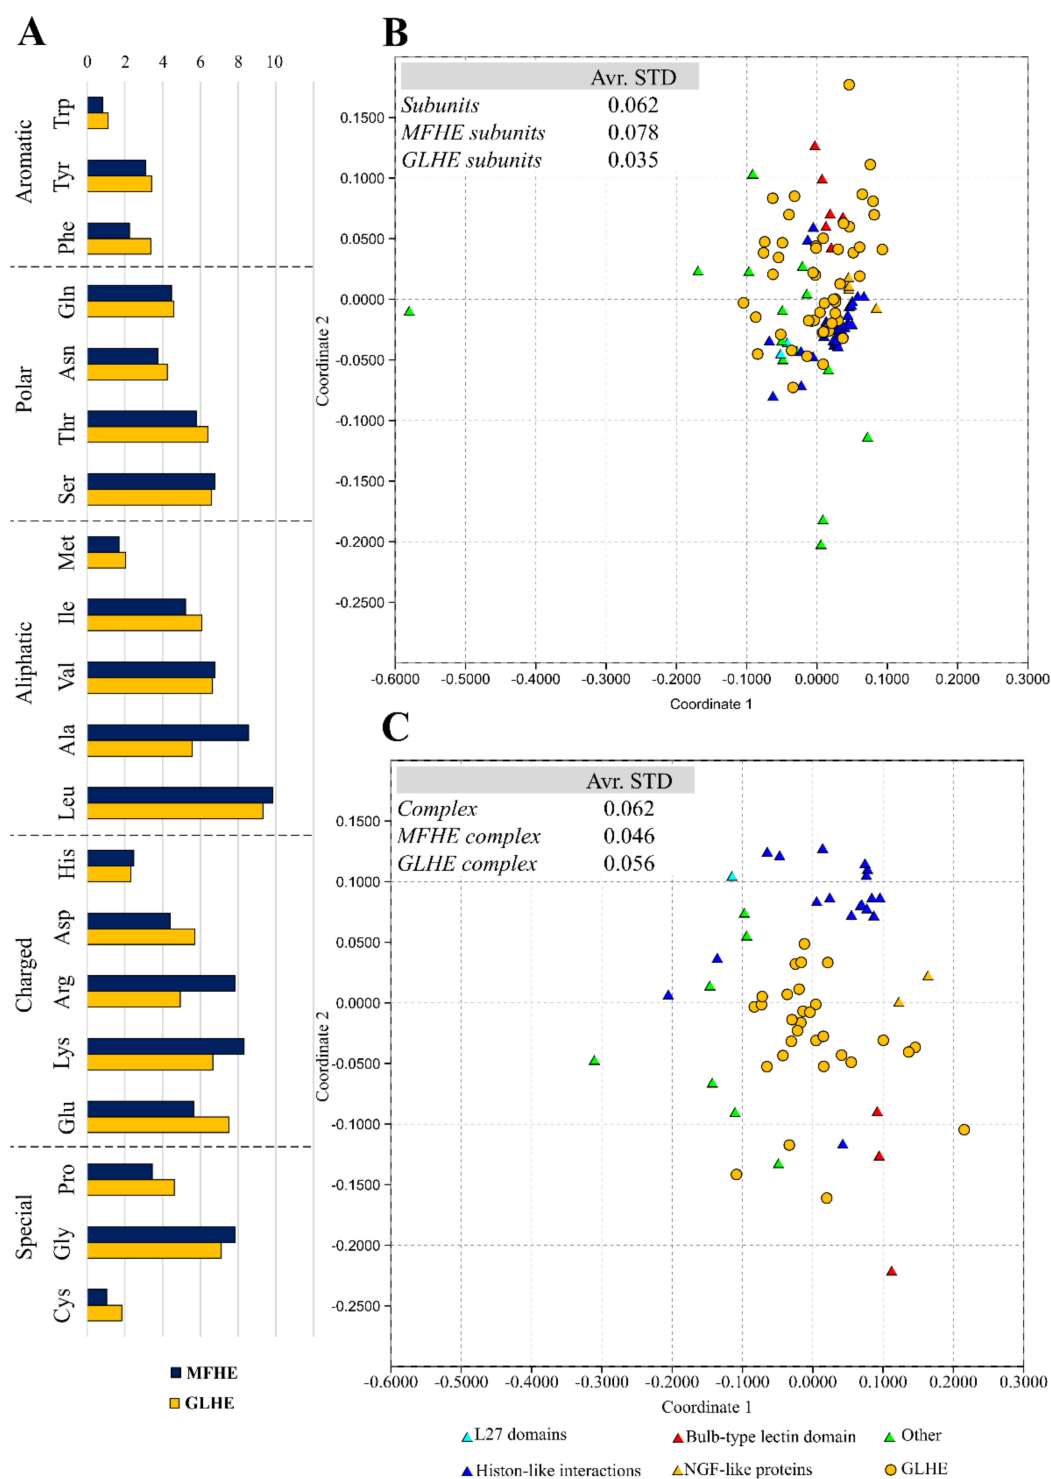 A
0 2 4 6 8 10
Aromatic
Trp
Tyr
Phe
Polar
Gln
Asn
Thr
Ser
Aliphatic
Met
Ile
Val
Ala
Leu
Charged
His
Asp
Arg
Lys
Glu
Special
Pro
Gly
Cys
MFHE
GLHE
B
Avr. STD
Subunits 0.062
MFHE subunits 0.078
GLHE subunits 0.035
0.1500
0.1000
0.0500
0.0000
-0.0500
-0.1000
-0.1500
-0.2000
-0.2500
Coordinate 2
-0.6000 -0.5000 -0.4000 -0.3000 -0.2000 -0.1000 0.0000 0.1000 0.2000 0.3000
Coordinate 1
C
Avr. STD
Complex 0.062
MFHE complex 0.046
GLHE complex 0.056
0.1500
0.1000
0.0500
0.0000
-0.0500
-0.1000
-0.1500
-0.2000
-0.2500
Coordinate 2
-0.6000 -0.5000 -0.4000 -0.3000 -0.2000 -0.1000 0.0000 0.1000 0.2000 0.3000
Coordinate 1
L27 domains Bulb-type lectin domain Other
Histon-like interactions NGF-like proteins GLHE